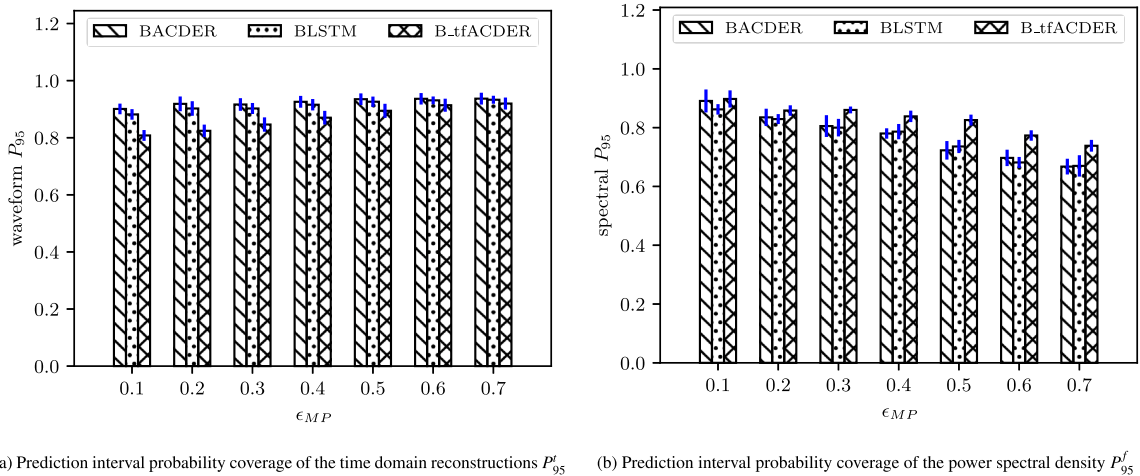 1.2
1.0
0.8
0.6
0.4
0.2
0.0
waveform P95
BACDER BLSTM B_tfACDER
0.1 0.2 0.3 0.4 0.5 0.6 0.7
ϵMP
a) Prediction interval probability coverage of the time domain reconstructions P^t_95
1.2
1.0
0.8
0.6
0.4
0.2
0.0
spectral P95
BACDER BLSTM B_tfACDER
0.1 0.2 0.3 0.4 0.5 0.6 0.7
ϵMP
(b) Prediction interval probability coverage of the power spectral density P^f_95